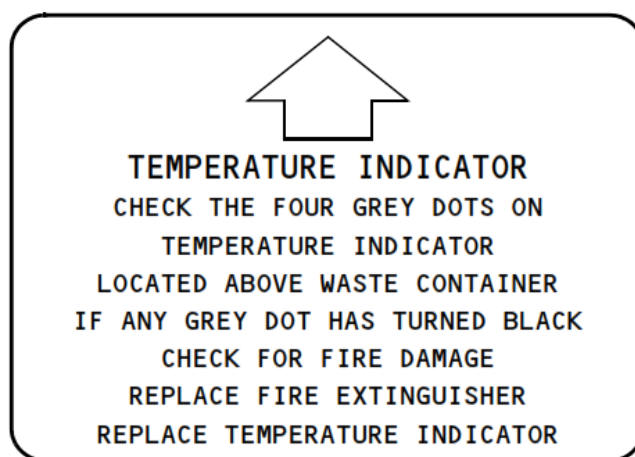 TEMPERATURE INDICATOR
CHECK THE FOUR GREY DOTS ON
TEMPERATURE INDICATOR
LOCATED ABOVE WASTE CONTAINER
IF ANY GREY DOT HAS TURNED BLACK
CHECK FOR FIRE DAMAGE
REPLACE FIRE EXTINGUISHER
REPLACE TEMPERATURE INDICATOR